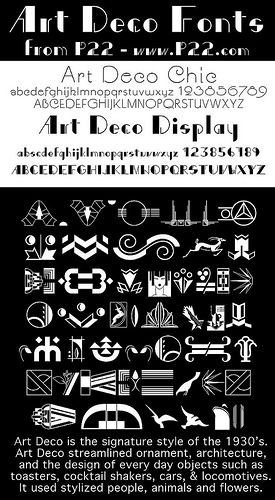 Art Deco Fonts
from P22 - www.P22.com
Art Deco Chic
abcdefghijklmnopqrstuvwxyz 123456789
ABCDEFGHIJKLMNOPQRSTUVWXYZ
Art Deco Display
abcdefghijklmnopqrstuvwxyz 123456789
ABCDEFGHIJKLMNOPQRSTUVWXYZ
Art Deco is the signature style of the 1930's.
Art Deco streamlined ornament, architecture,
and the design of every day objects such as
toasters, cocktail shakers, cars, & locomotives.
It used stylized people, animals and flowers.